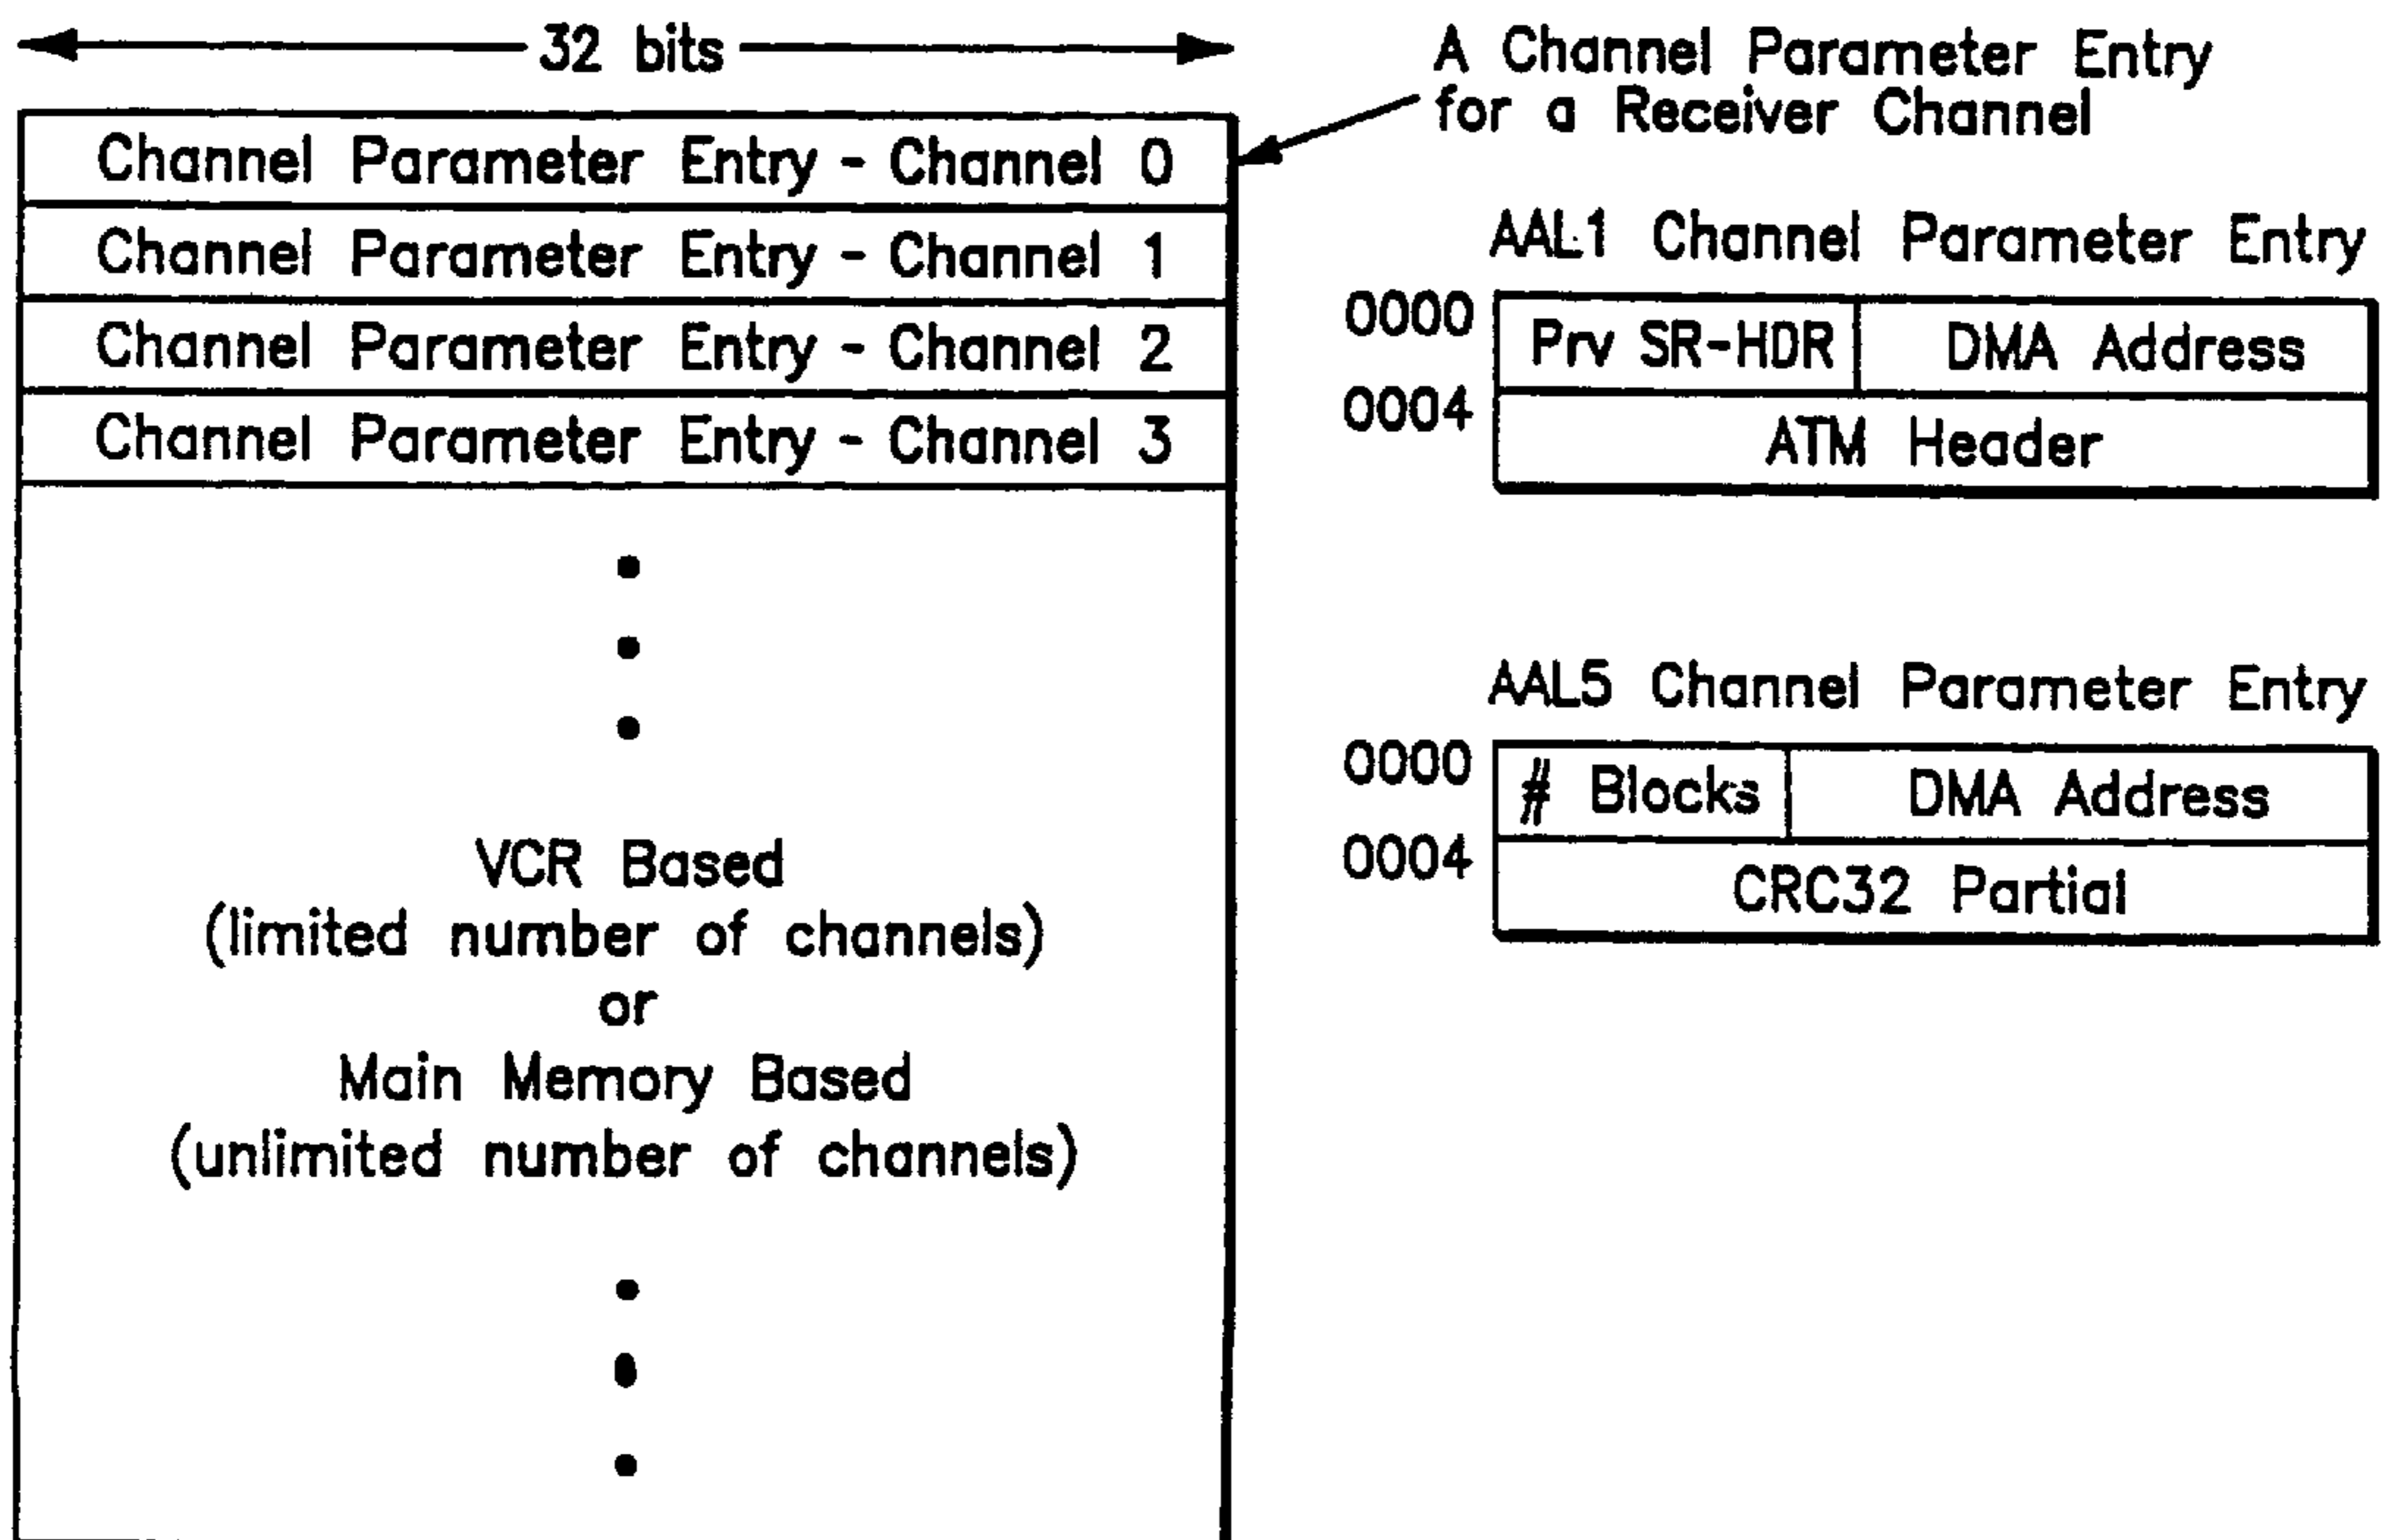 32 bits
A Channel Parameter Entry
for a Receiver Channel
Channel Parameter Entry - Channel 0
Channel Parameter Entry - Channel 1
Channel Parameter Entry - Channel 2
Channel Parameter Entry - Channel 3
VCR Based
(limited number of channels)
or
Main Memory Based
(unlimited number of channels)
AAL1 Channel Parameter Entry
0000 Prv SR-HDR DMA Address
0004 ATM Header
AAL5 Channel Parameter Entry
0000 # Blocks DMA Address
0004 CRC32 Partial